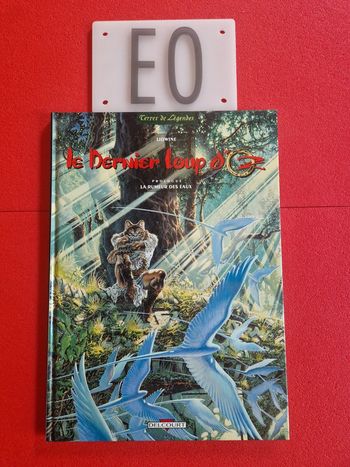 EO
Terres de Légendes
LIDWINE
le Dernier Loup d'Oz
PROLOGUE
LA RUMEUR DES EAUX
DELCOURT